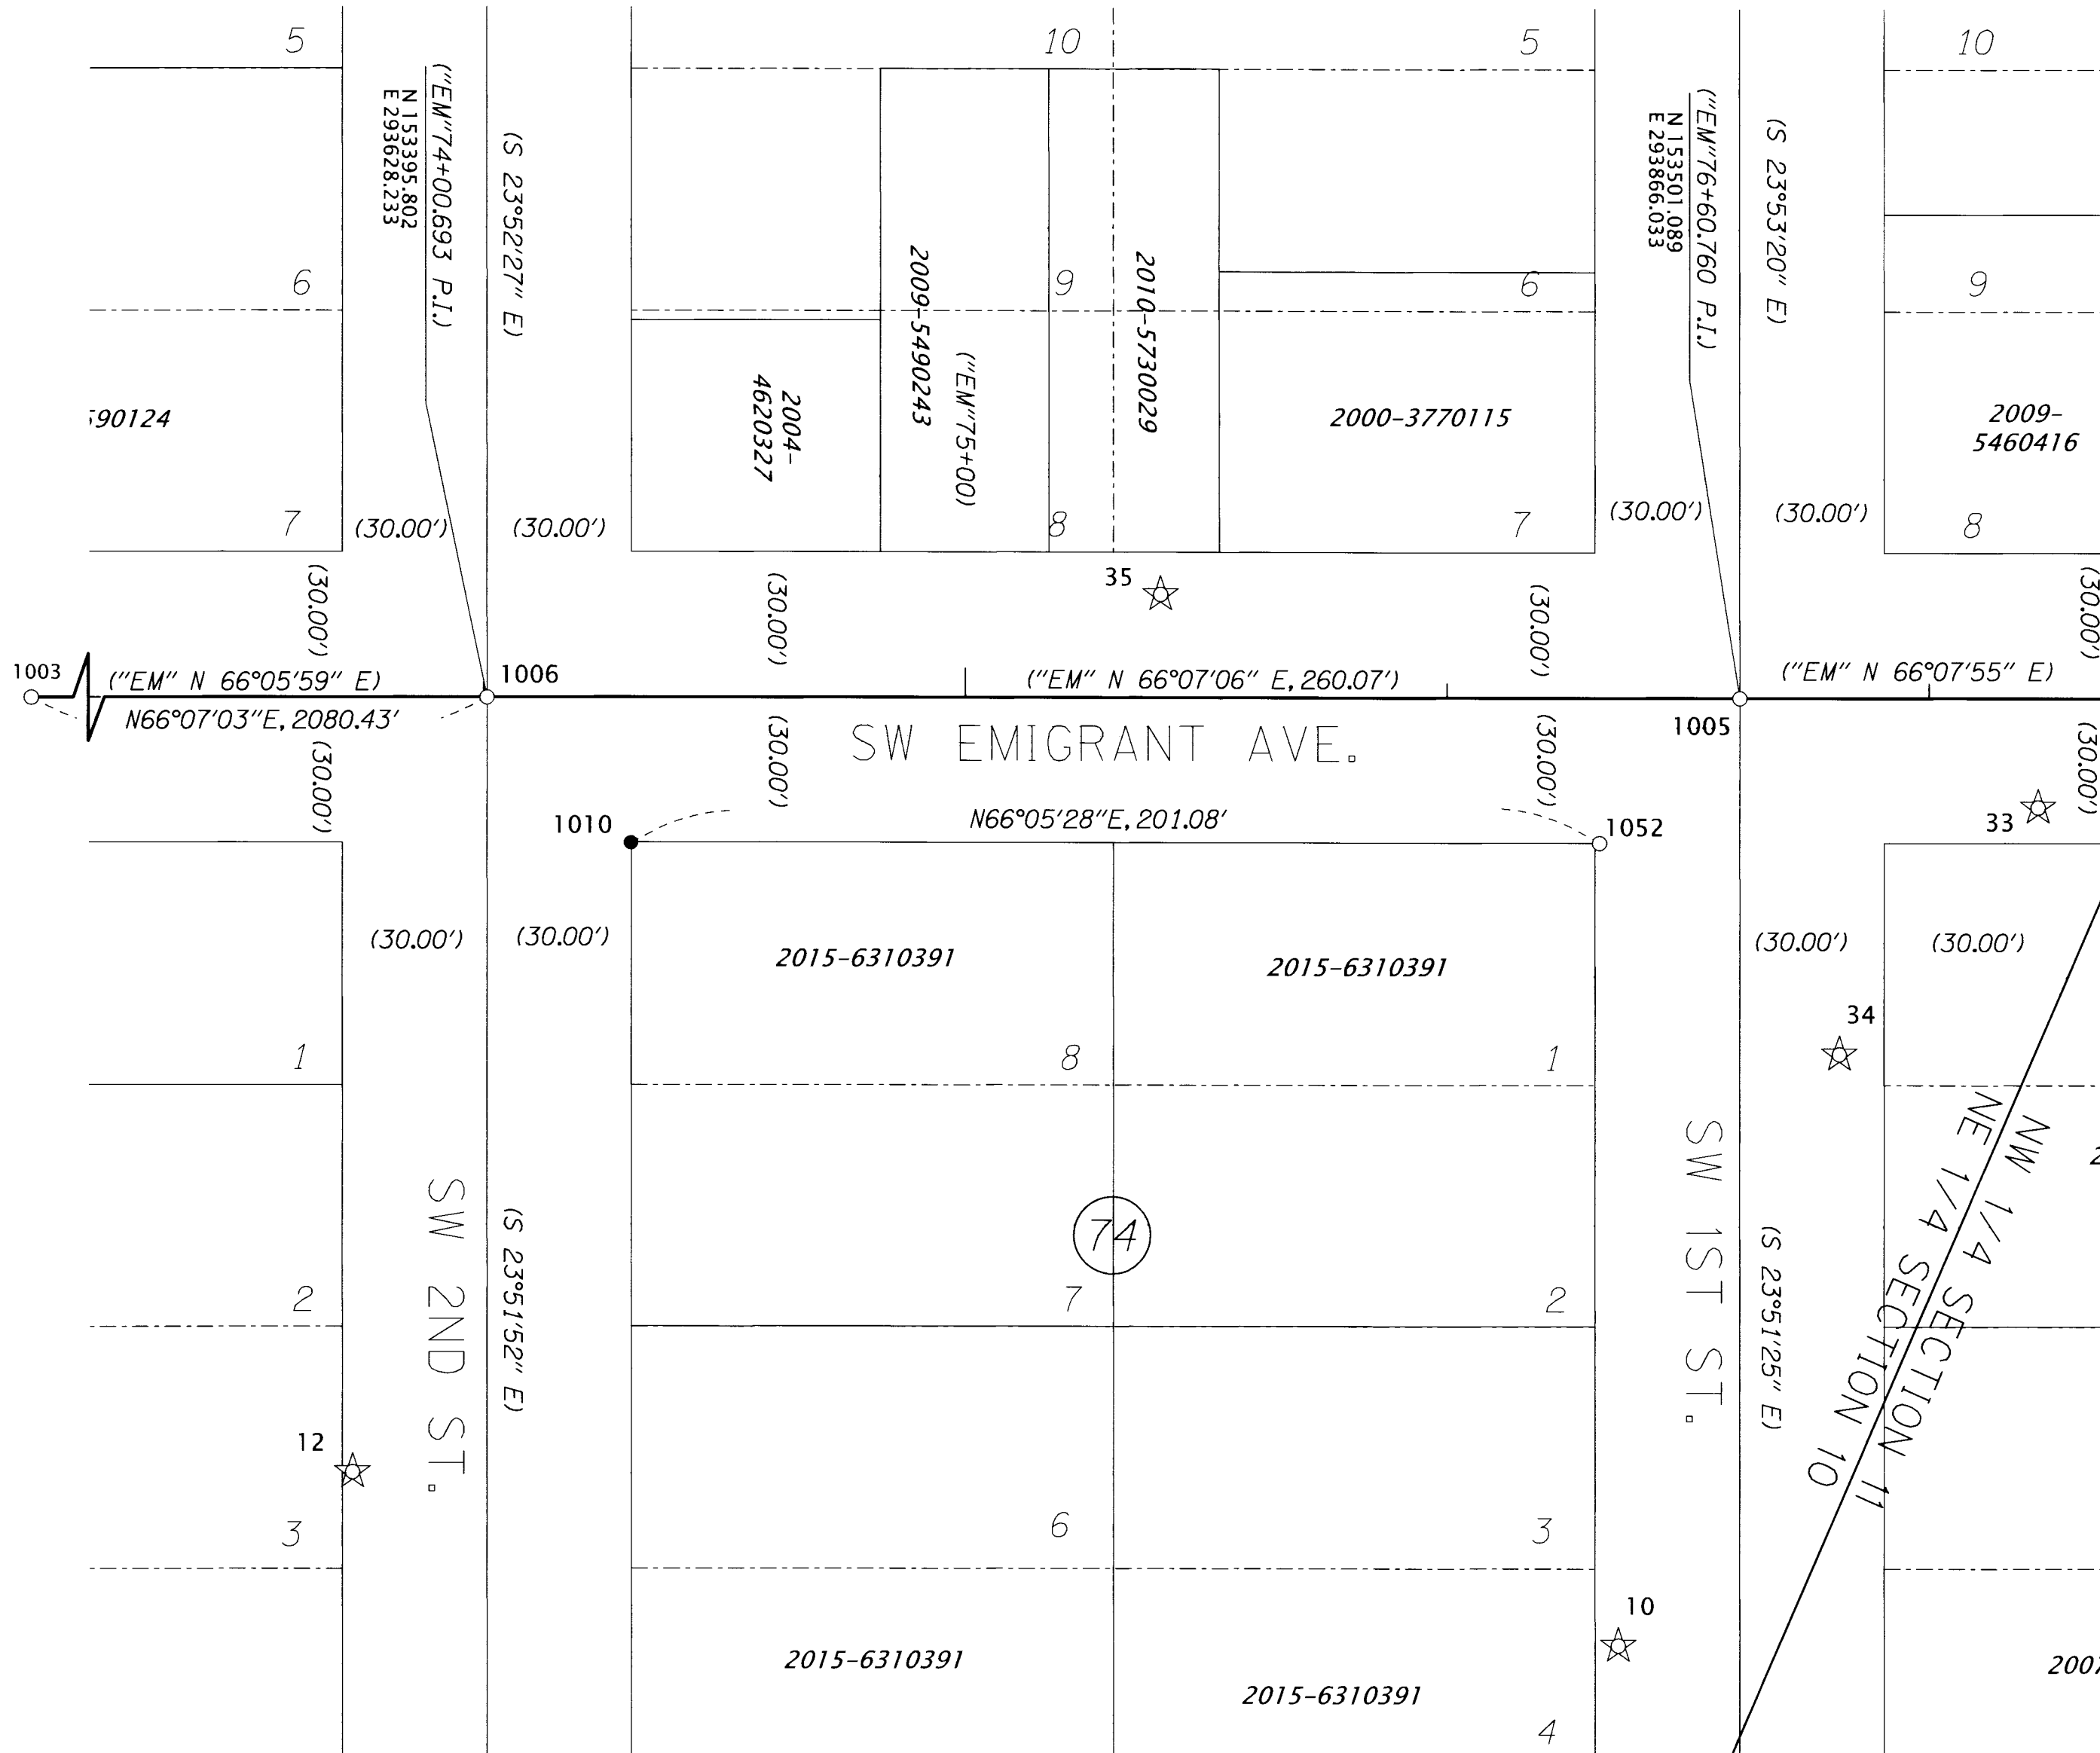 5
10
5
10
("EM"74+00.693 P.I.)
N 153395.802
E 293628.233
(S 23°52'27" E)
("EM"76+60.760 P.I.)
N 153501.089
E 293866.033
(S 23°53'20" E)
6
9
6
9
2009-5490243
("EM"75+00)
2010-5730029
2004-
4620327
590124
2000-3770115
2009-
5460416
7
(30.00')
(30.00')
8
7
(30.00')
(30.00')
8
(30.00')
(30.00')
35
(30.00')
(30.00')
1003
("EM" N 66°05'59" E)
1006
("EM" N 66°07'06" E, 260.07')
("EM" N 66°07'55" E)
N66°07'03"E, 2080.43'
1005
(30.00')
(30.00')
SW EMIGRANT AVE.
(30.00')
(30.00')
1010
N66°05'28"E, 201.08'
1052
33
(30.00')
(30.00')
2015-6310391
2015-6310391
(30.00')
(30.00')
34
1
8
1
NW 1/4 SECTION 11
NE 1/4 SECTION 10
SW 2ND ST.
(S 23°51'52" E)
74
SW 1ST ST.
(S 23°51'25" E)
2
7
2
12
3
6
3
10
2015-6310391
2015-6310391
2007
4